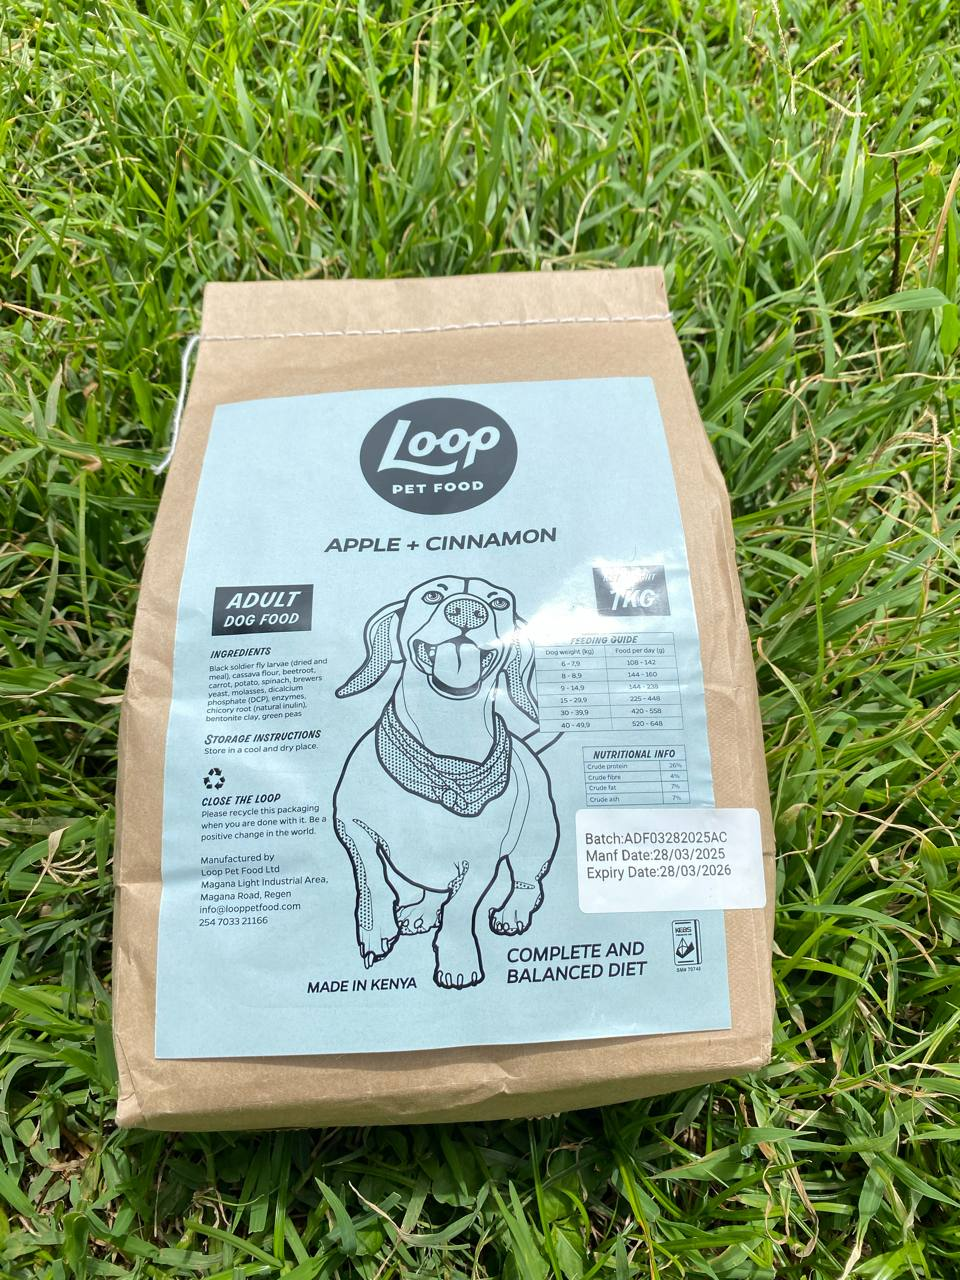 Loop
PET FOOD
APPLE + CINNAMON
ADULT
DOG FOOD
INGREDIENTS
Black soldier fly larvae (dried and
meal), cassava flour, beetroot,
carrot, potato, spinach, brewers
yeast, molasses, dicalcium
phosphate (DCP), enzymes,
chicory root (natural inulin),
bentonite clay, green peas
STORAGE INSTRUCTIONS
Store in a cool and dry place.
CLOSE THE LOOP
Please recycle this packaging
when you are done with it. Be a
positive change in the world.
Manufactured by
Loop Pet Food Ltd
Magana Light Industrial Area,
Magana Road, Regen
info@looppetfood.com
254 7033 21166
1KG
FEEDING GUIDE
Dog weight (kg) Food per day (g)
6 - 7,9 108 - 142
8 - 8,9 144 - 160
9 - 14,9 144 - 238
15 - 29,9 225 - 448
30 - 39,9 420 - 558
40 - 49,9 520 - 648
NUTRITIONAL INFO
Crude protein 26%
Crude fibre 4%
Crude fat 7%
Crude ash 7%
Batch:ADF03282025AC
Manf Date:28/03/2025
Expiry Date:28/03/2026
MADE IN KENYA
COMPLETE AND
BALANCED DIET
KEBS